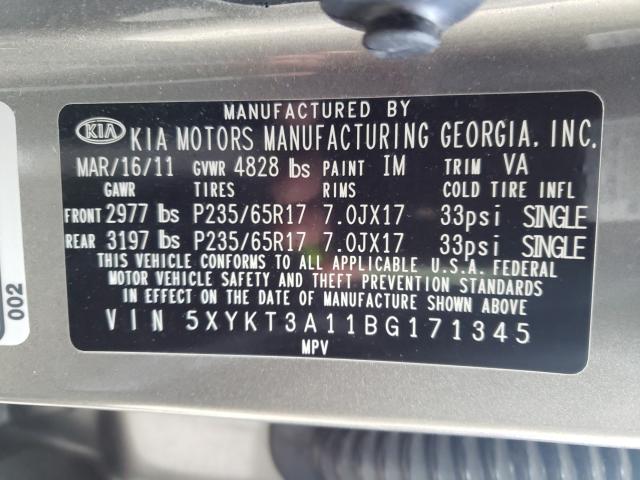 MANUFACTURED BY
KIA KIA MOTORS MANUFACTURING GEORGIA, INC.
MAR/16/11 GVWR 4828 lbs PAINT IM TRIM VA
GAWR TIRES RIMS COLD TIRE INFL
FRONT 2977 lbs P235/65R17 7.0JX17 33psi SINGLE
REAR 3197 lbs P235/65R17 7.0JX17 33psi SINGLE
THIS VEHICLE CONFORMS TO ALL APPLICABLE U.S.A. FEDERAL
MOTOR VEHICLE SAFETY AND THEFT PREVENTION STANDARDS
IN EFFECT ON THE DATE OF MANUFACTURE SHOWN ABOVE
VIN 5XYKT3A11BG171345
MPV
002